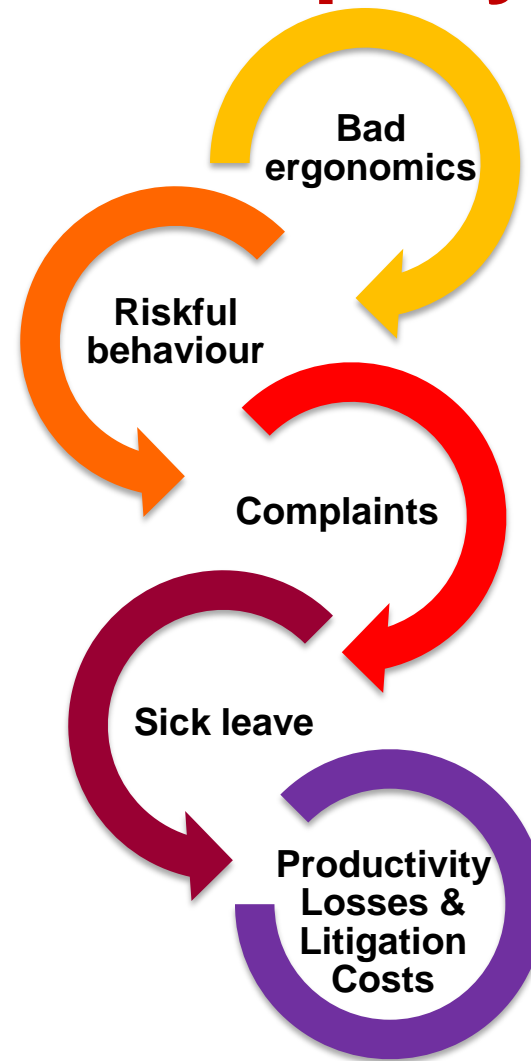 Bad
ergonomics
Riskful
behaviour
Complaints
Sick leave
Productivity
Losses &
Litigation
Costs